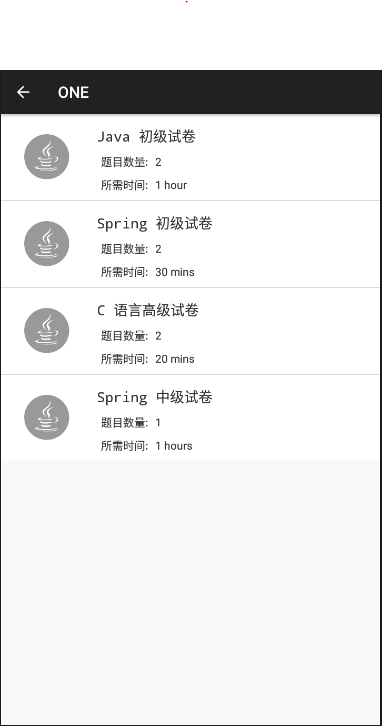 ONE
Java 初级试卷
题目数量: 2
所需时间: 1 hour
Spring 初级试卷
题目数量: 2
所需时间: 30 mins
C 语言高级试卷
题目数量: 2
所需时间: 20 mins
Spring 中级试卷
题目数量: 1
所需时间: 1 hours